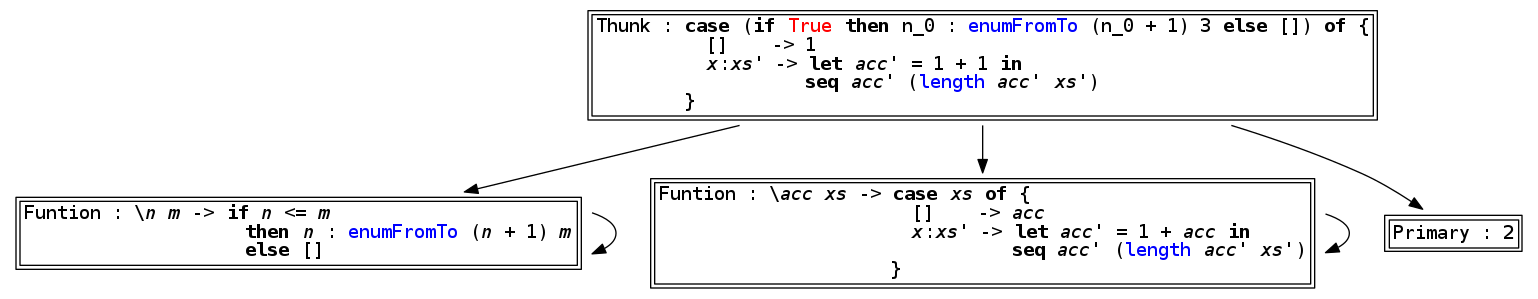 Thunk : case (if True then n_0 : enumFromTo (n_0 + 1) 3 else []) of {
[] -> 1
x:xs' -> let acc' = 1 + 1 in
seq acc' (length acc' xs')
}
Funtion : \n m -> if n <= m
then n : enumFromTo (n + 1) m
else []
Funtion : \acc xs -> case xs of {
[] -> acc
x:xs' -> let acc' = 1 + acc in
seq acc' (length acc' xs')
}
Primary : 2